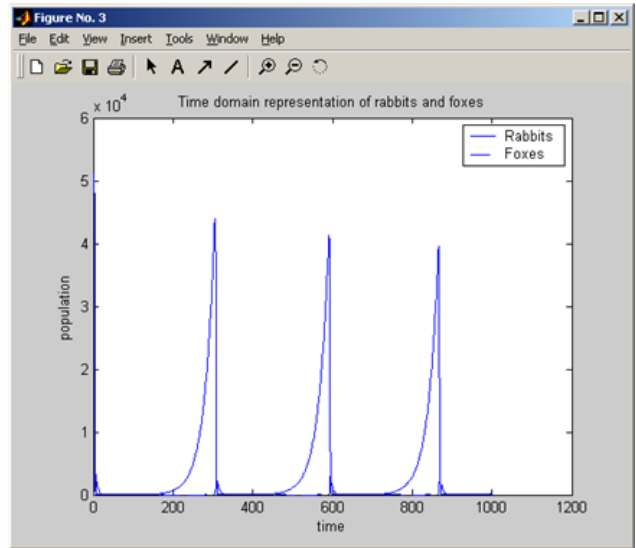 Figure No. 3
File Edit View Insert Tools Window Help
A
x 10^4
Time domain representation of rabbits and foxes
Rabbits
Foxes
6
5
4
3
2
1
0
population
0 200 400 600 800 1000 1200
time